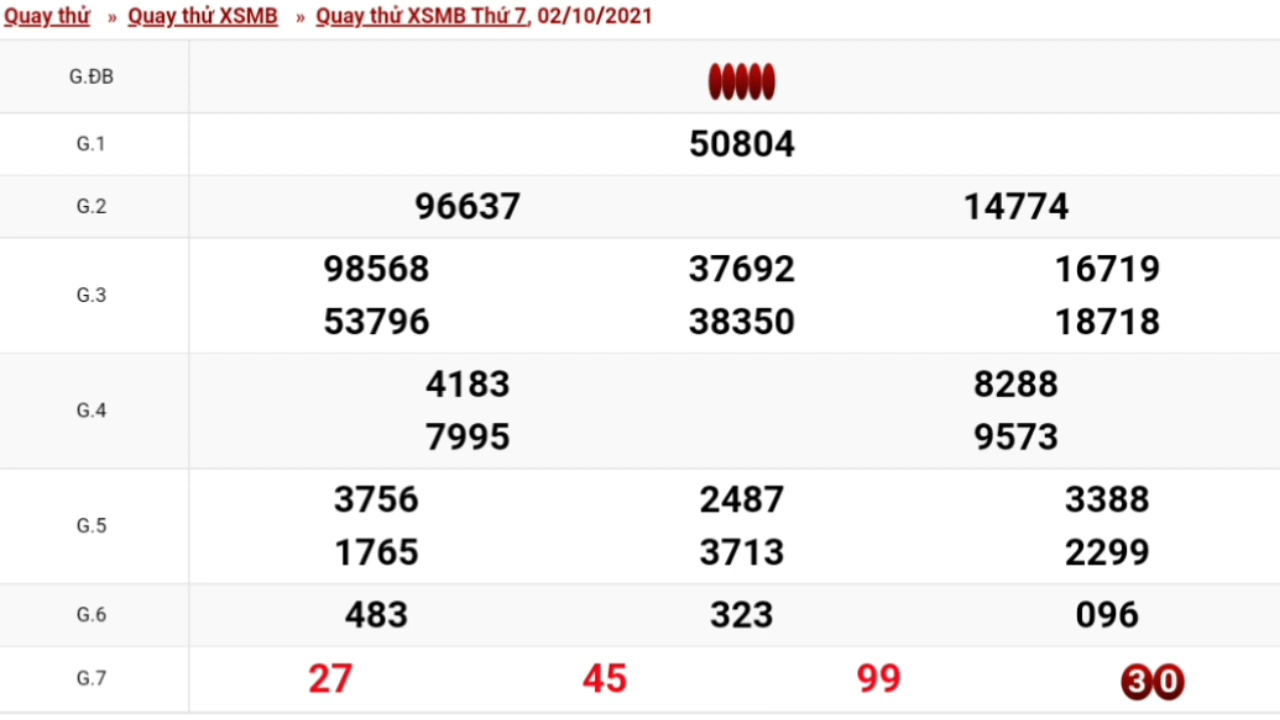 Quay thử » Quay thử XSMB » Quay thử XSMB Thứ 7, 02/10/2021
G.ĐB
G.1 50804
G.2 96637 14774
G.3
98568 37692 16719
53796 38350 18718
G.4
4183 8288
7995 9573
G.5
3756 2487 3388
1765 3713 2299
G.6 483 323 096
G.7 27 45 99 30